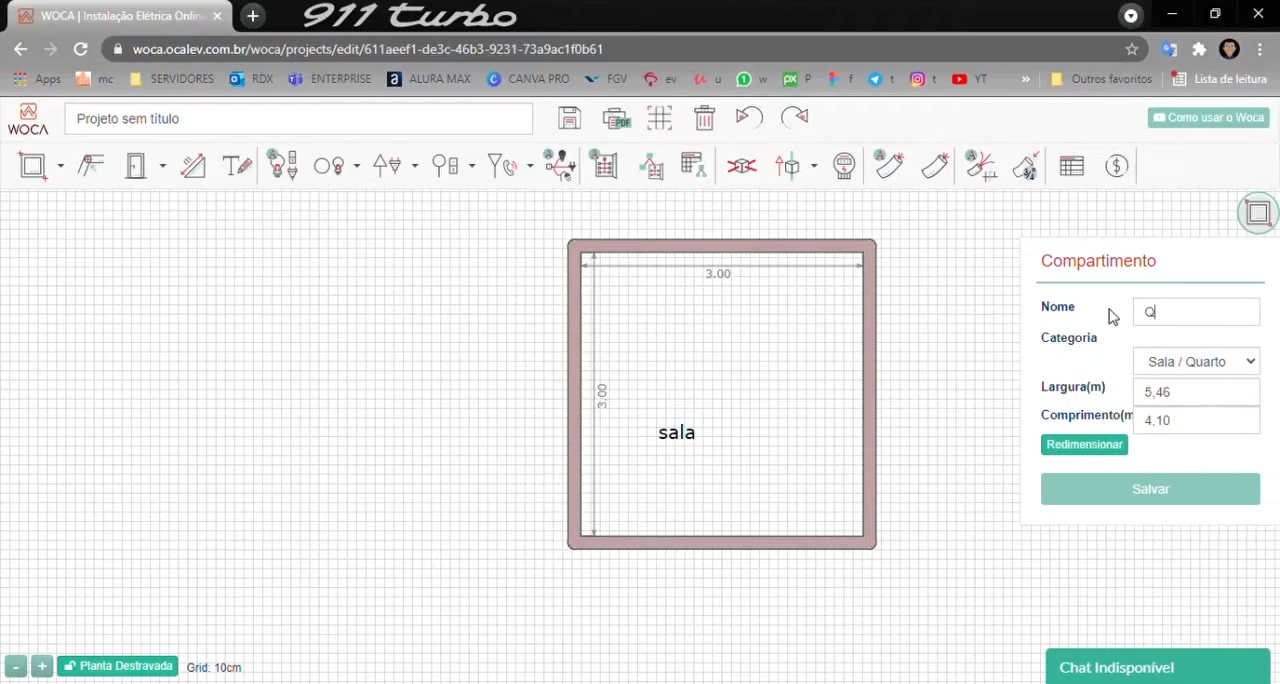 911 turbo
WOCA | Instalação Elétrica Onlin
woca.ocalev.com.br/woca/projects/edit/611aeef1-de3c-46b3-9231-73a9ac1f0b61
Apps mc SERVIDORES RDX ENTERPRISE ALURA MAX CANVA PRO FGV ev u w P f t t YT » Outros favoritos Lista de leitura
WOCA
Projeto sem título
PDF
Como usar o Woca
Compartimento
Nome Q
Categoria
Sala / Quarto
Largura(m) 5,46
Comprimento(m 4,10
Redimensionar
Salvar
3.00
3.00
sala
- + Planta Destravada Grid: 10cm
Chat Indisponível